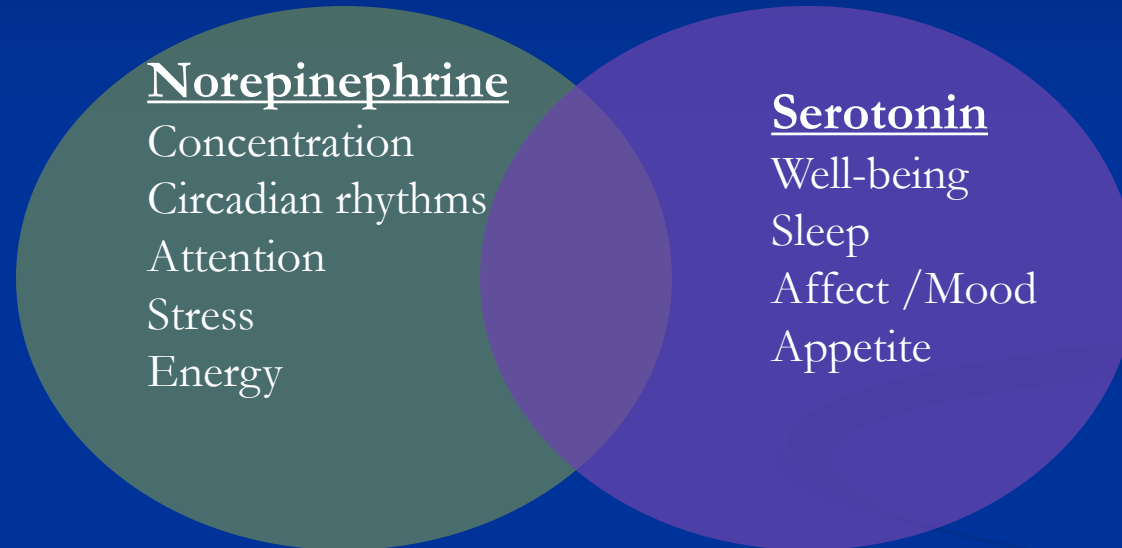 Norepinephrine
Concentration
Circadian rhythms
Attention
Stress
Energy
Serotonin
Well-being
Sleep
Affect /Mood
Appetite